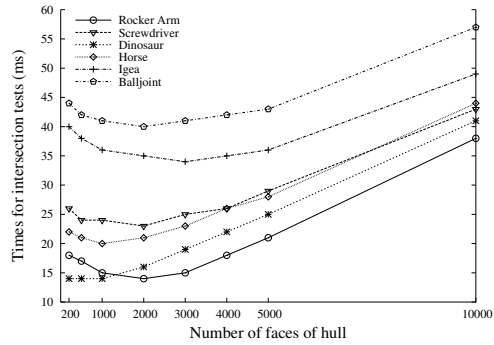 60
55
50
45
40
35
30
25
20
15
10
Times for intersection tests (ms)
Rocker Arm
Screwdriver
Dinosaur
Horse
Igea
Balljoint
200 1000 2000 3000 4000 5000 10000
Number of faces of hull